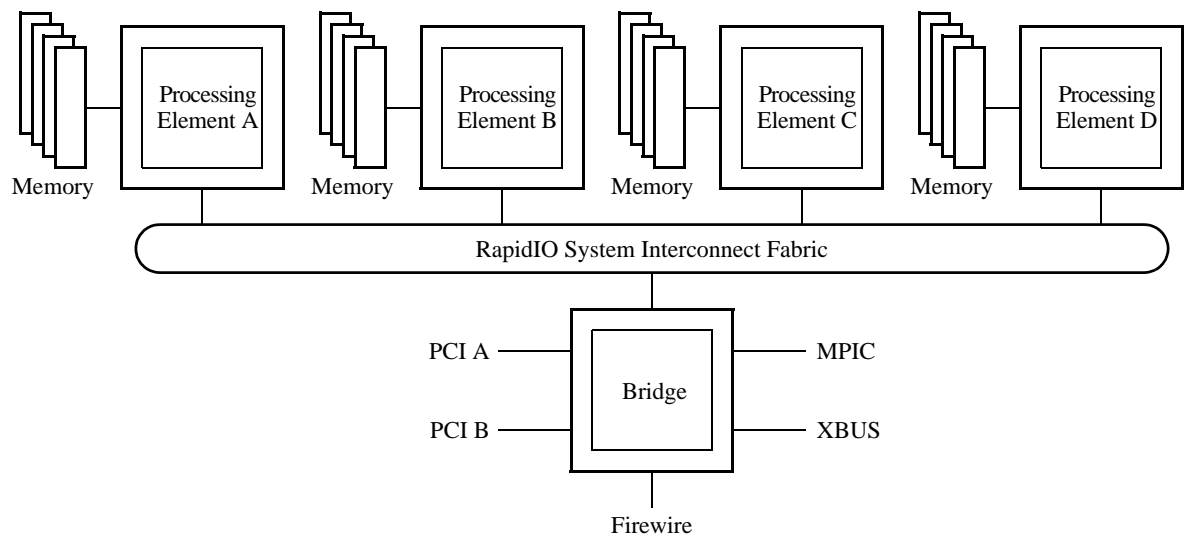 Processing
Element A
Processing
Element B
Processing
Element C
Processing
Element D
Memory
Memory
Memory
Memory
RapidIO System Interconnect Fabric
PCI A
MPIC
Bridge
PCI B
XBUS
Firewire